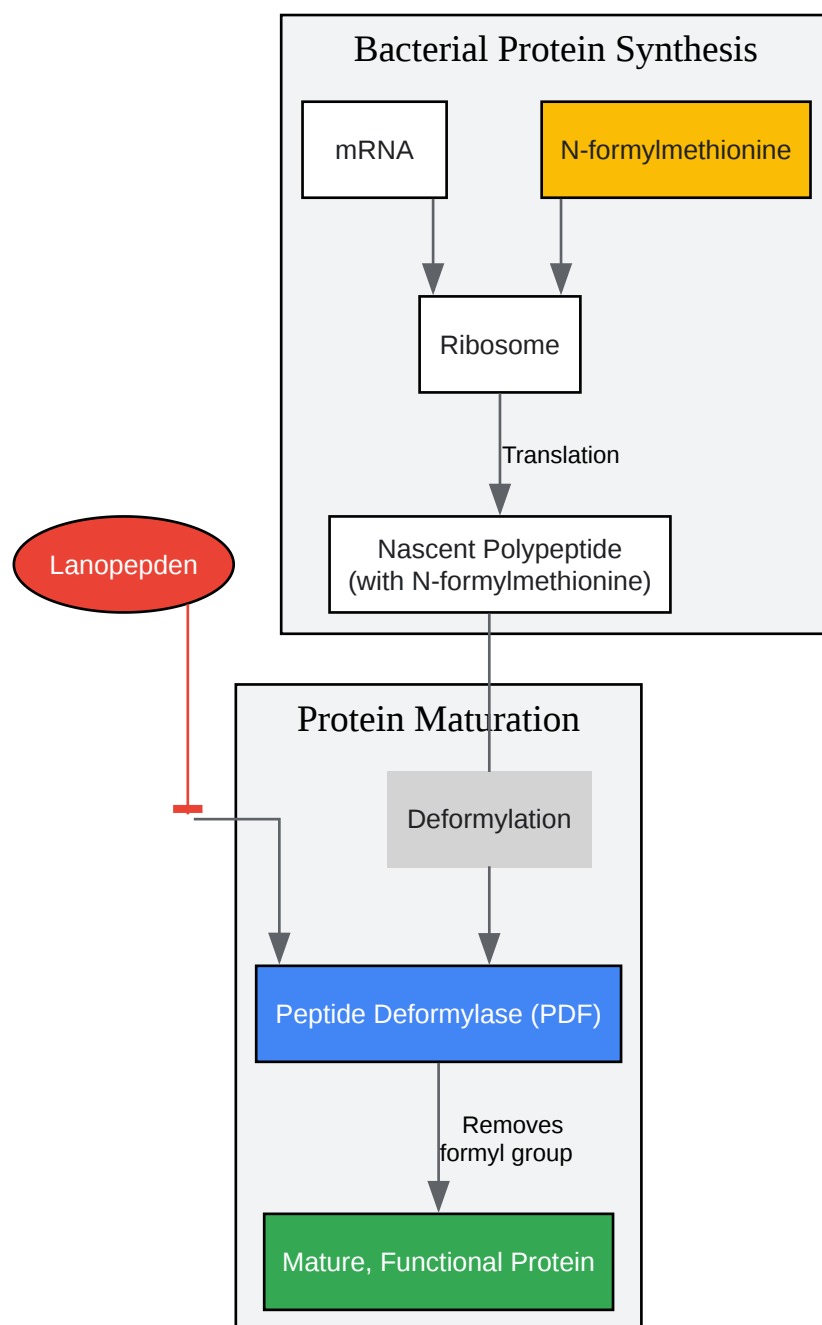 Bacterial Protein Synthesis
mRNA
N-formylmethionine
Ribosome
Translation
Nascent Polypeptide
(with N-formylmethionine)
Lanopepden
Protein Maturation
Deformylation
Peptide Deformylase (PDF)
Removes
formyl group
Mature, Functional Protein